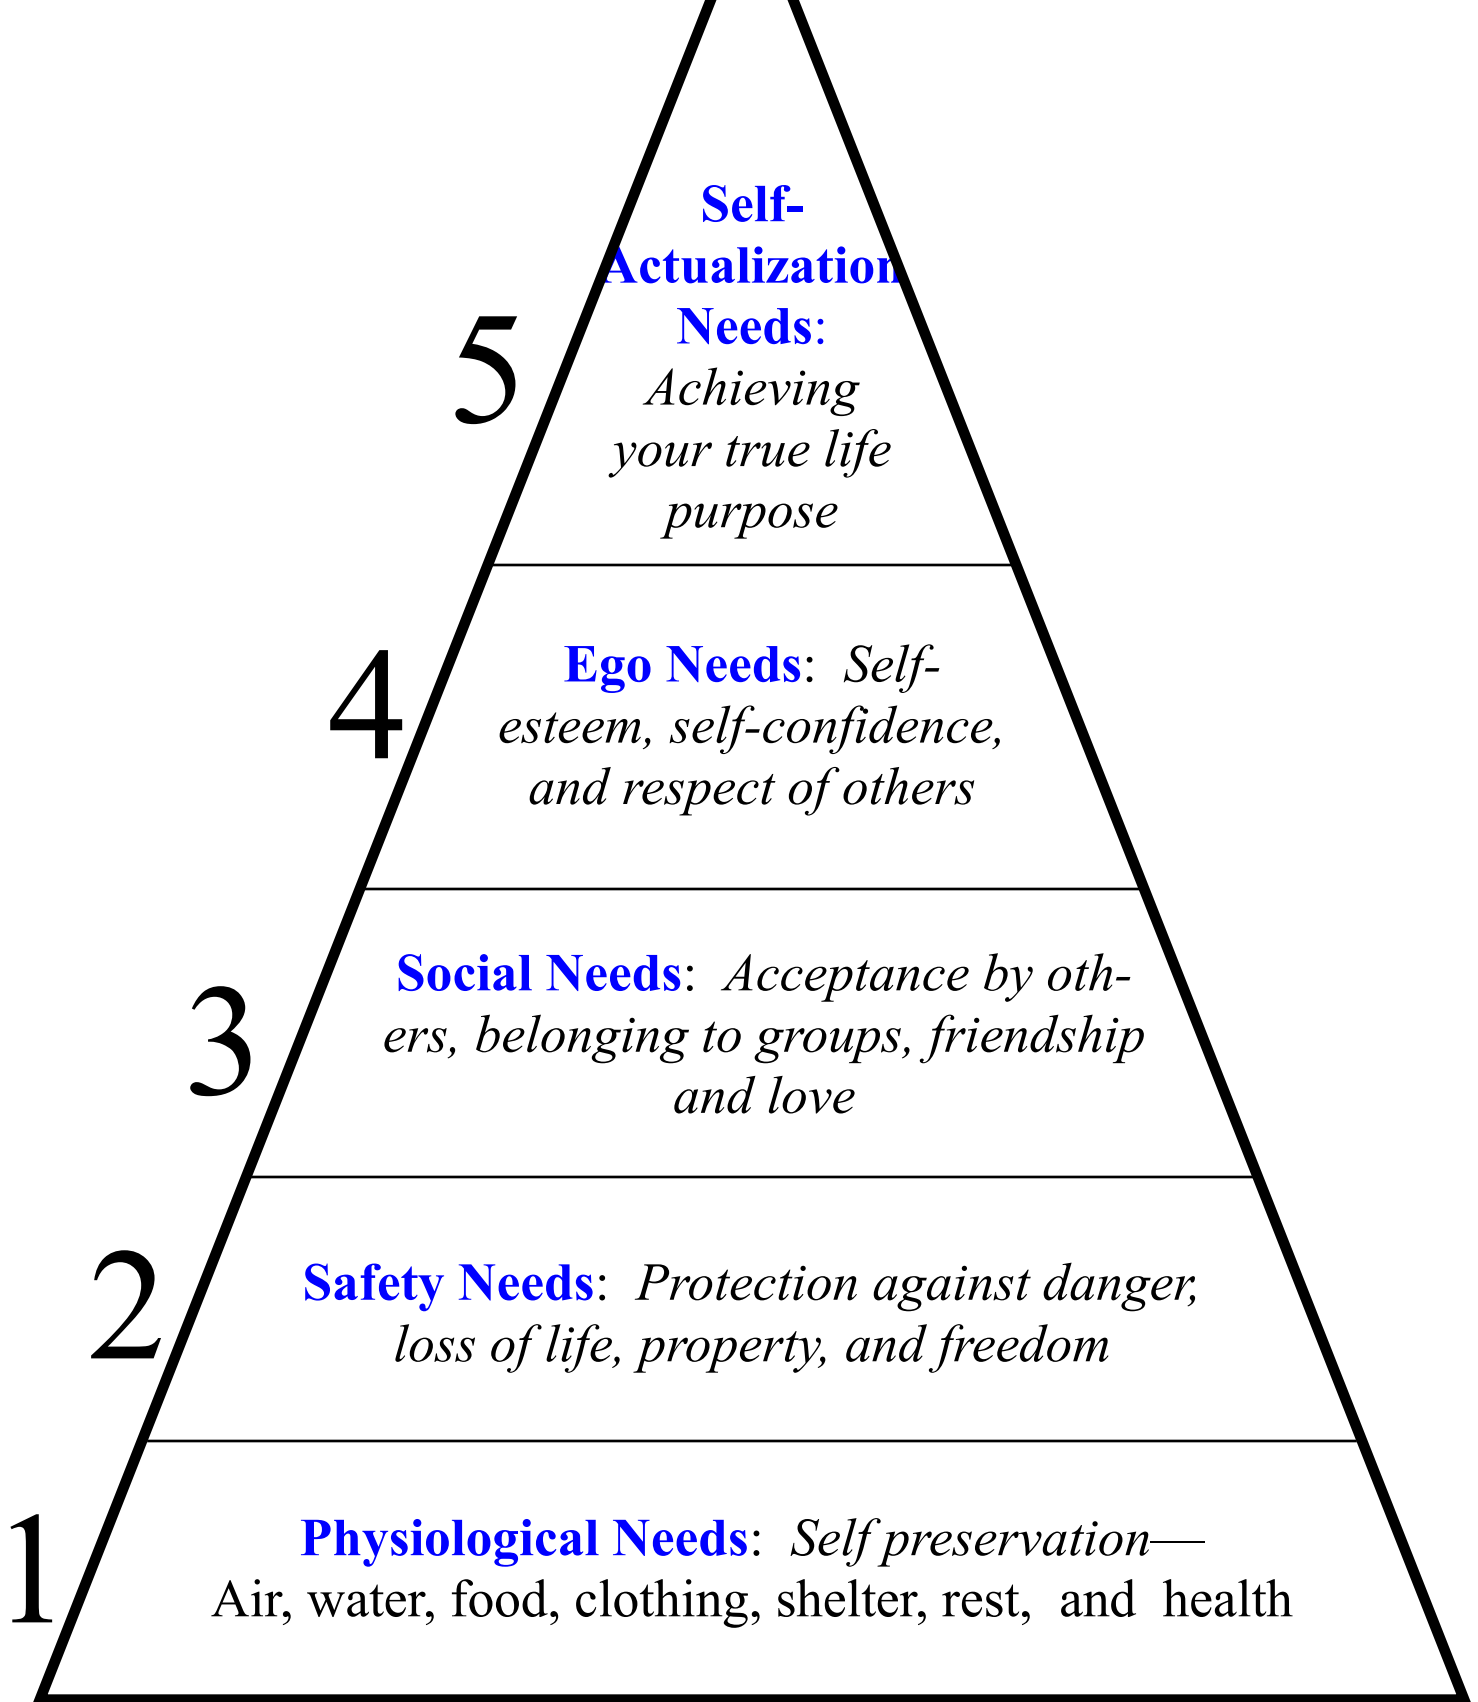 Self-
Actualization
Needs:
Achieving
your true life
purpose
5
Ego Needs: Self-
esteem, self-confidence,
and respect of others
4
Social Needs: Acceptance by oth-
ers, belonging to groups, friendship
and love
3
Safety Needs: Protection against danger,
loss of life, property, and freedom
2
Physiological Needs: Self preservation—
Air, water, food, clothing, shelter, rest, and health
1